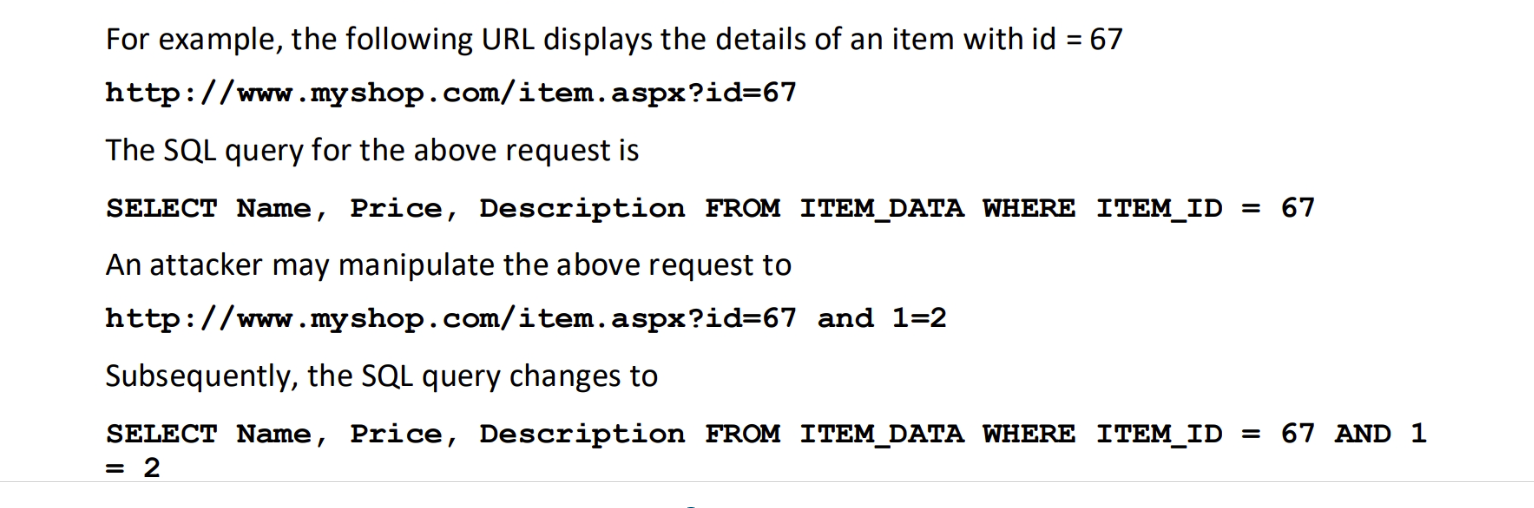 For example, the following URL displays the details of an item with id = 67
http://www.myshop.com/item.aspx?id=67
The SQL query for the above request is
SELECT Name, Price, Description FROM ITEM_DATA WHERE ITEM_ID = 67
An attacker may manipulate the above request to
http://www.myshop.com/item.aspx?id=67 and 1=2
Subsequently, the SQL query changes to
SELECT Name, Price, Description FROM ITEM_DATA WHERE ITEM_ID = 67 AND 1
= 2